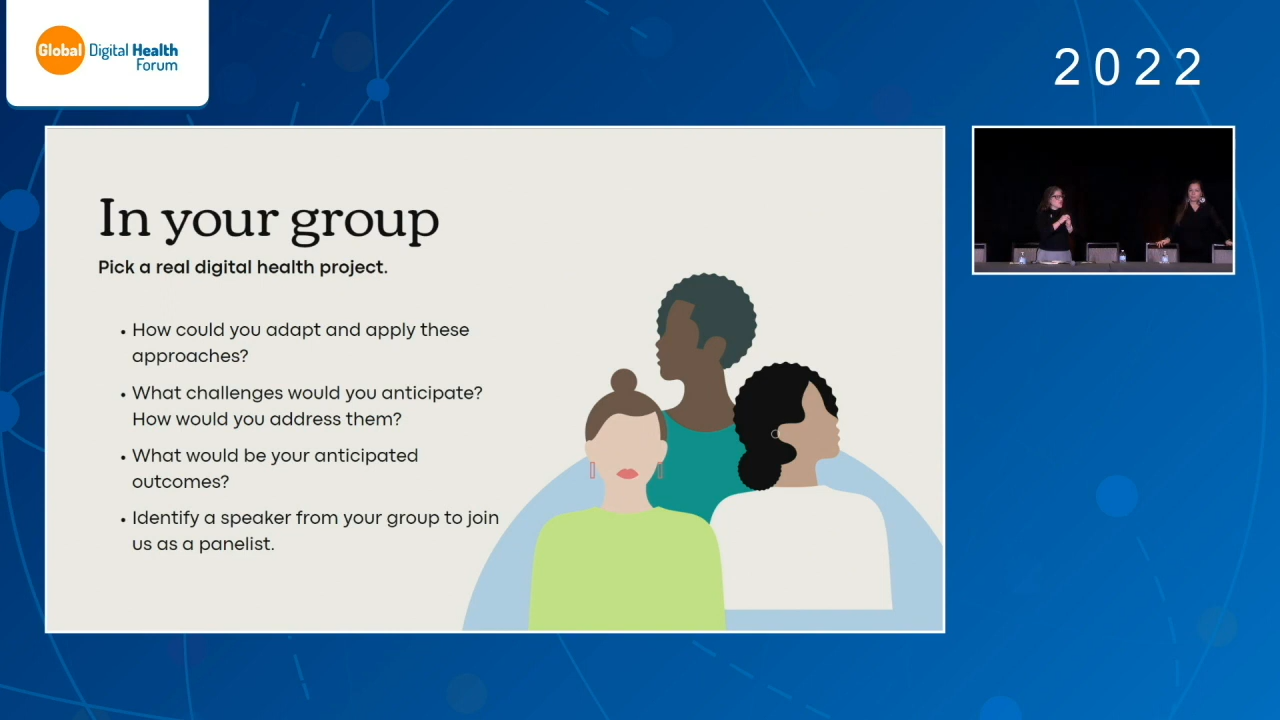 Global Digital Health
Forum
2022
In your group
Pick a real digital health project.
• How could you adapt and apply these
approaches?
• What challenges would you anticipate?
How would you address them?
• What would be your anticipated
outcomes?
• Identify a speaker from your group to join
us as a panelist.